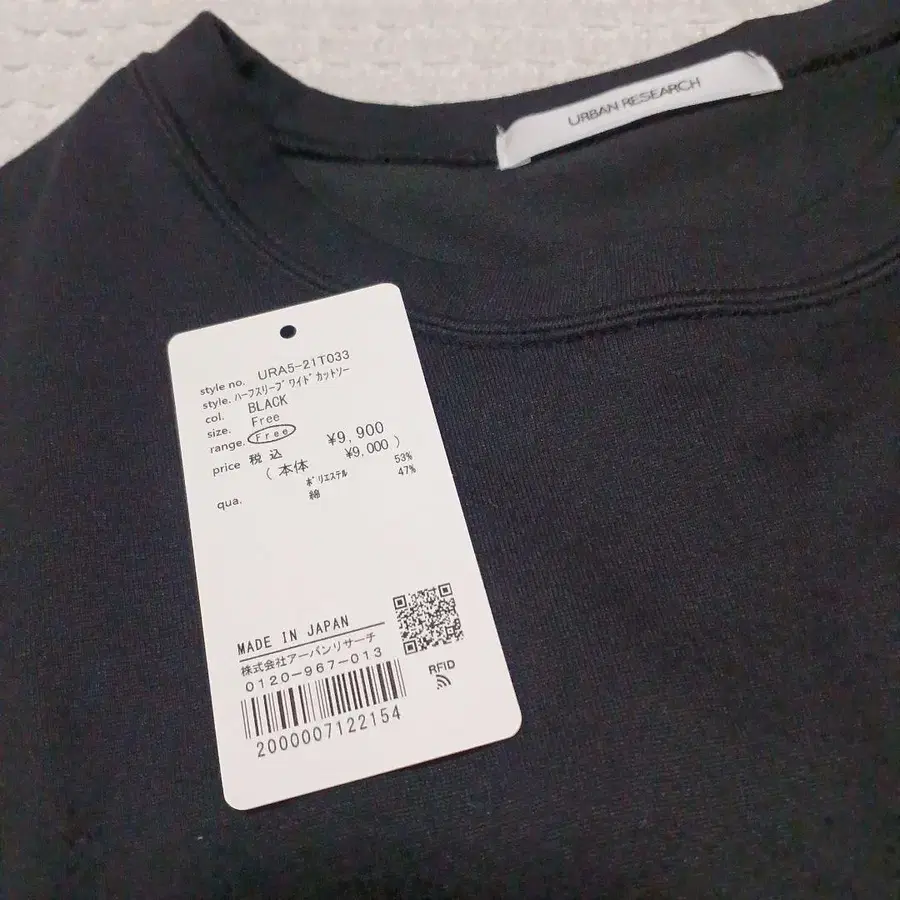 URBAN RESEARCH
style no. URA5-21T033
style. ハーフスリーブワイドカットソー
col. BLACK
size. Free
range. Free
price 税込 ¥9,900
(本体 ¥9,000)
qua. ポリエステル 53%
綿 47%
MADE IN JAPAN
株式会社アーバンリサーチ
0120-967-013
RFID
2000007122154